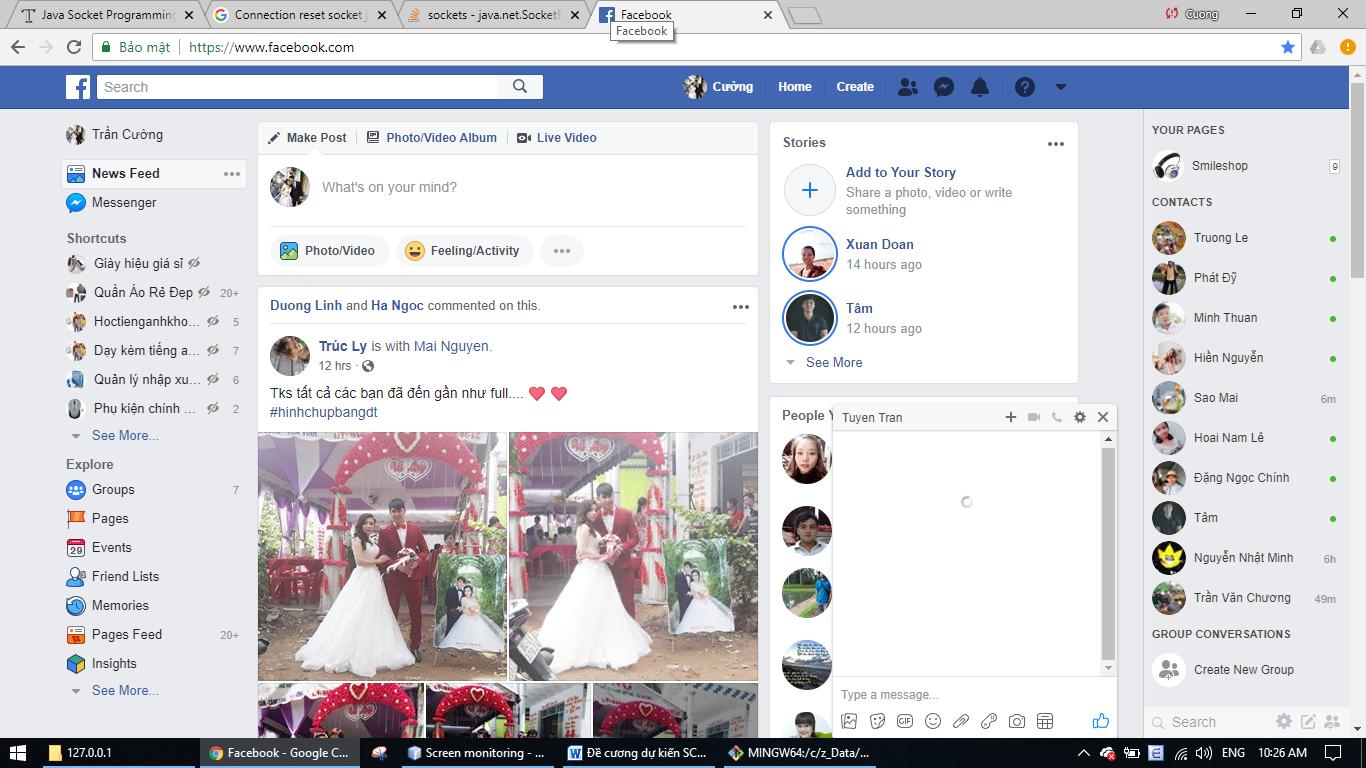 Java Socket Programming
Connection reset socket j
sockets - java.net.SocketE
Facebook
Cuong
Facebook
Bảo mật
https://www.facebook.com
Search
Cường
Home
Create
Trần Cường
News Feed
Messenger
Shortcuts
Giày hiệu giá sỉ
Quần Áo Rẻ Đẹp 20+
Hoctienganhkho... 5
Dạy kèm tiếng a... 7
Quản lý nhập xu... 6
Phụ kiện chính ... 2
See More...
Explore
Groups 7
Pages
Events
Friend Lists
Memories
Pages Feed 20+
Insights
See More...
Make Post
Photo/Video Album
Live Video
What's on your mind?
Photo/Video
Feeling/Activity
Duong Linh and Ha Ngoc commented on this.
Trúc Ly is with Mai Nguyen.
12 hrs ·
Tks tất cả các bạn đã đến gần như full....
#hinhchupbangdt
Stories
Add to Your Story
Share a photo, video or write
something
Xuan Doan
14 hours ago
Tâm
12 hours ago
See More
People Y
Tuyen Tran
Type a message...
GIF
YOUR PAGES
Smileshop 9
CONTACTS
Truong Le
Phát Đỹ
Minh Thuan
Hiền Nguyễn
Sao Mai 6m
Hoai Nam Lê
Đặng Ngọc Chính
Tâm
Nguyễn Nhật Minh 6h
Trần Văn Chương 49m
GROUP CONVERSATIONS
Create New Group
Search
127.0.0.1
Facebook - Google C...
Screen monitoring - ...
Đề cương dự kiến SC...
MINGW64:/c/z_Data/...
ENG
10:26 AM